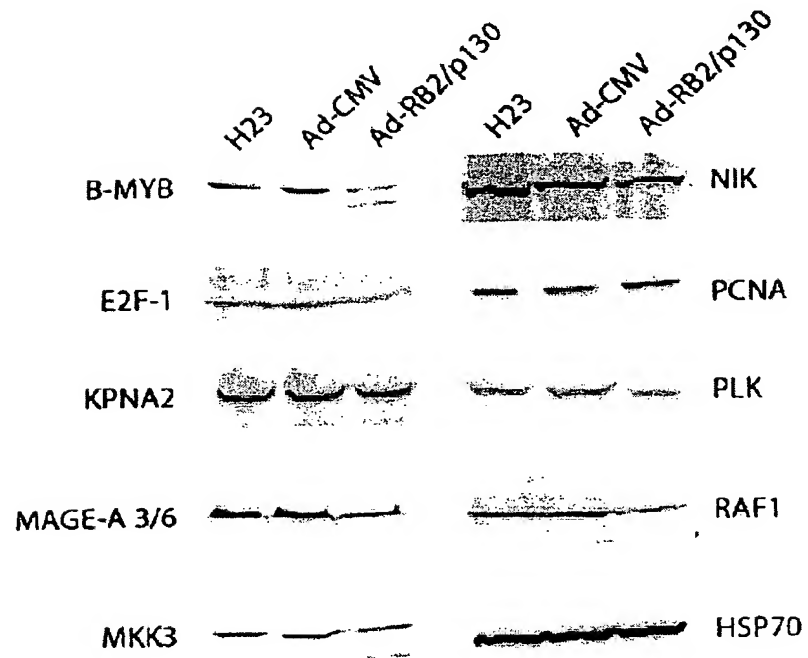 H23 Ad-CMV Ad-RB2/p130 H23 Ad-CMV Ad-RB2/p130
B-MYB NIK
E2F-1 PCNA
KPNA2 PLK
MAGE-A 3/6 RAF1
MKK3 HSP70